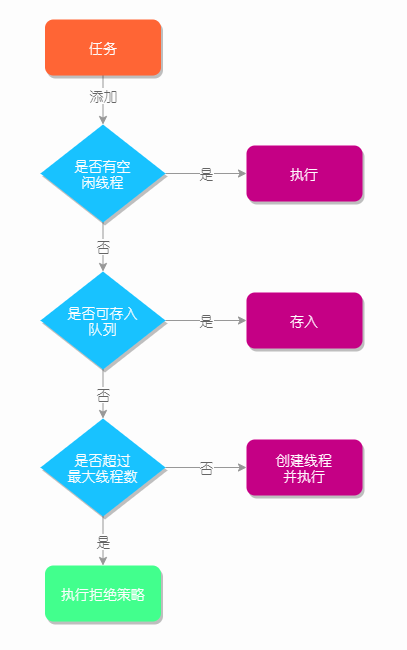 任务
添加
是否有空
闲线程
是
执行
否
是否可存入
队列
是
存入
否
是否超过
最大线程数
否
创建线程
并执行
是
执行拒绝策略